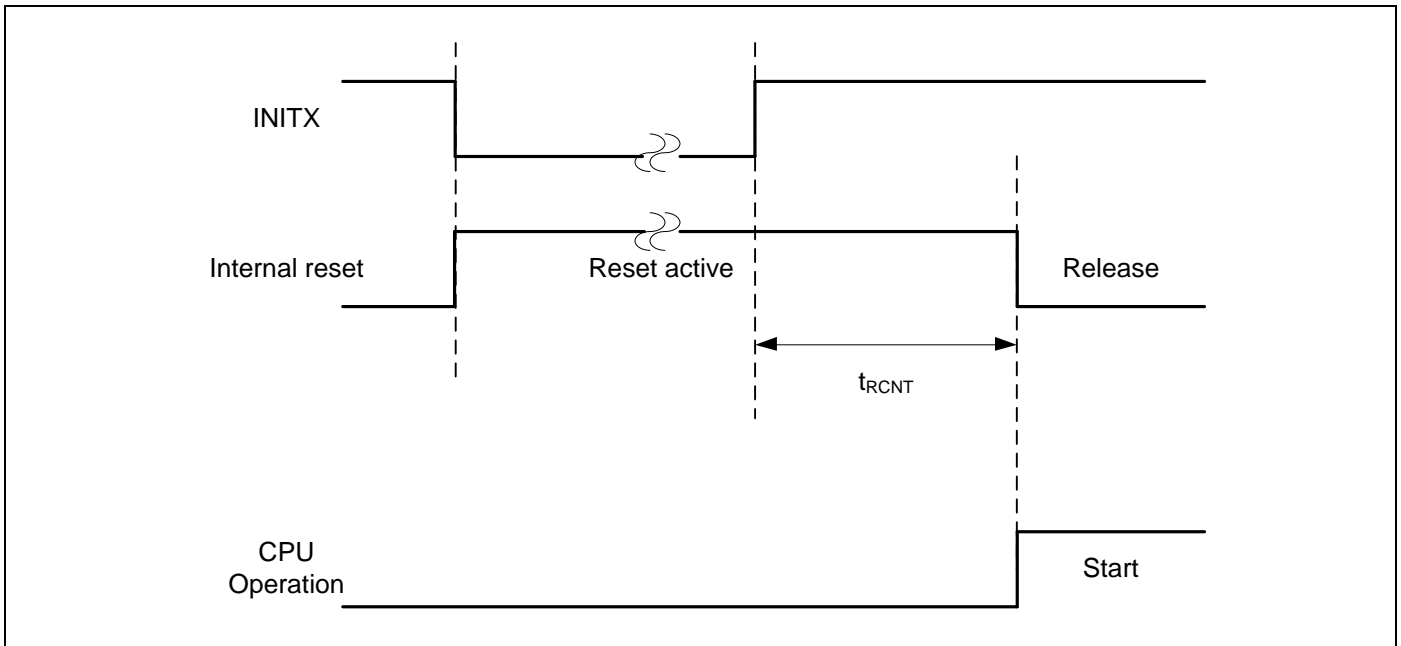 INITX
Internal reset
Reset active
Release
tRCNT
CPU
Operation
Start